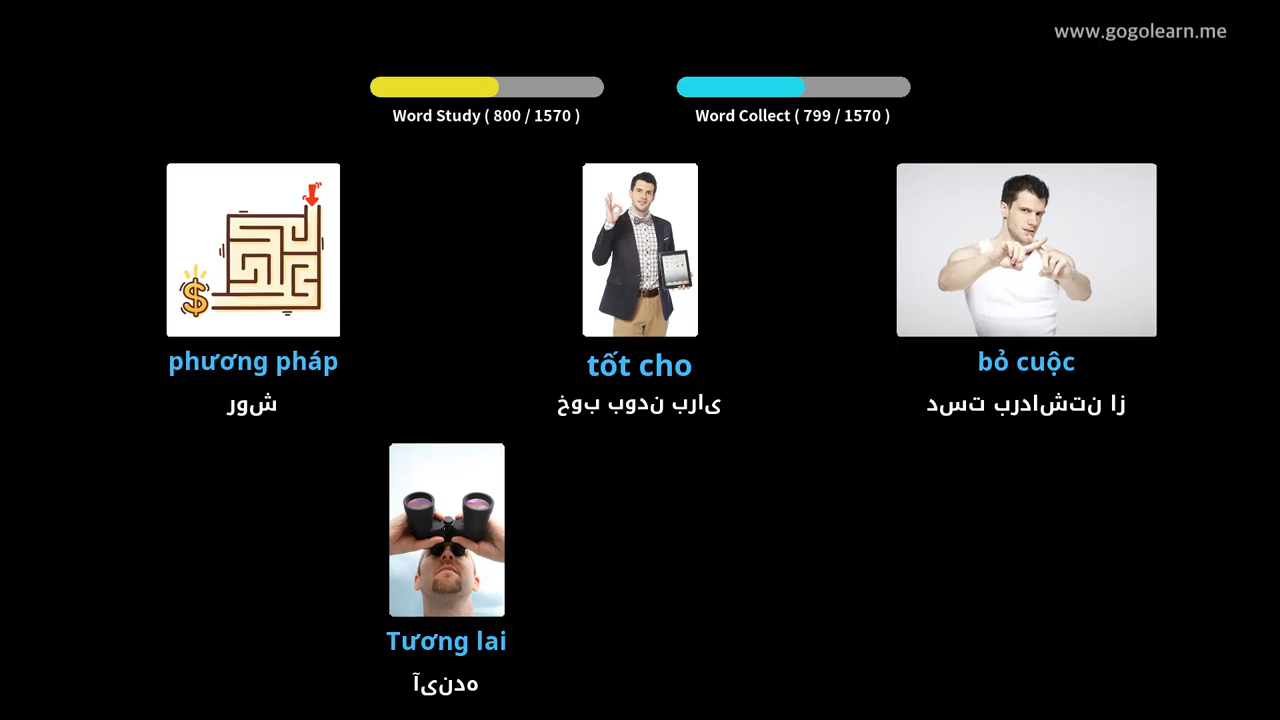 www.gogolearn.me
Word Study ( 800 / 1570 )
Word Collect ( 799 / 1570 )
phương pháp
tốt cho
bỏ cuộc
روش
خوب بودن برای
دست برداشتن از
Tương lai
آینده